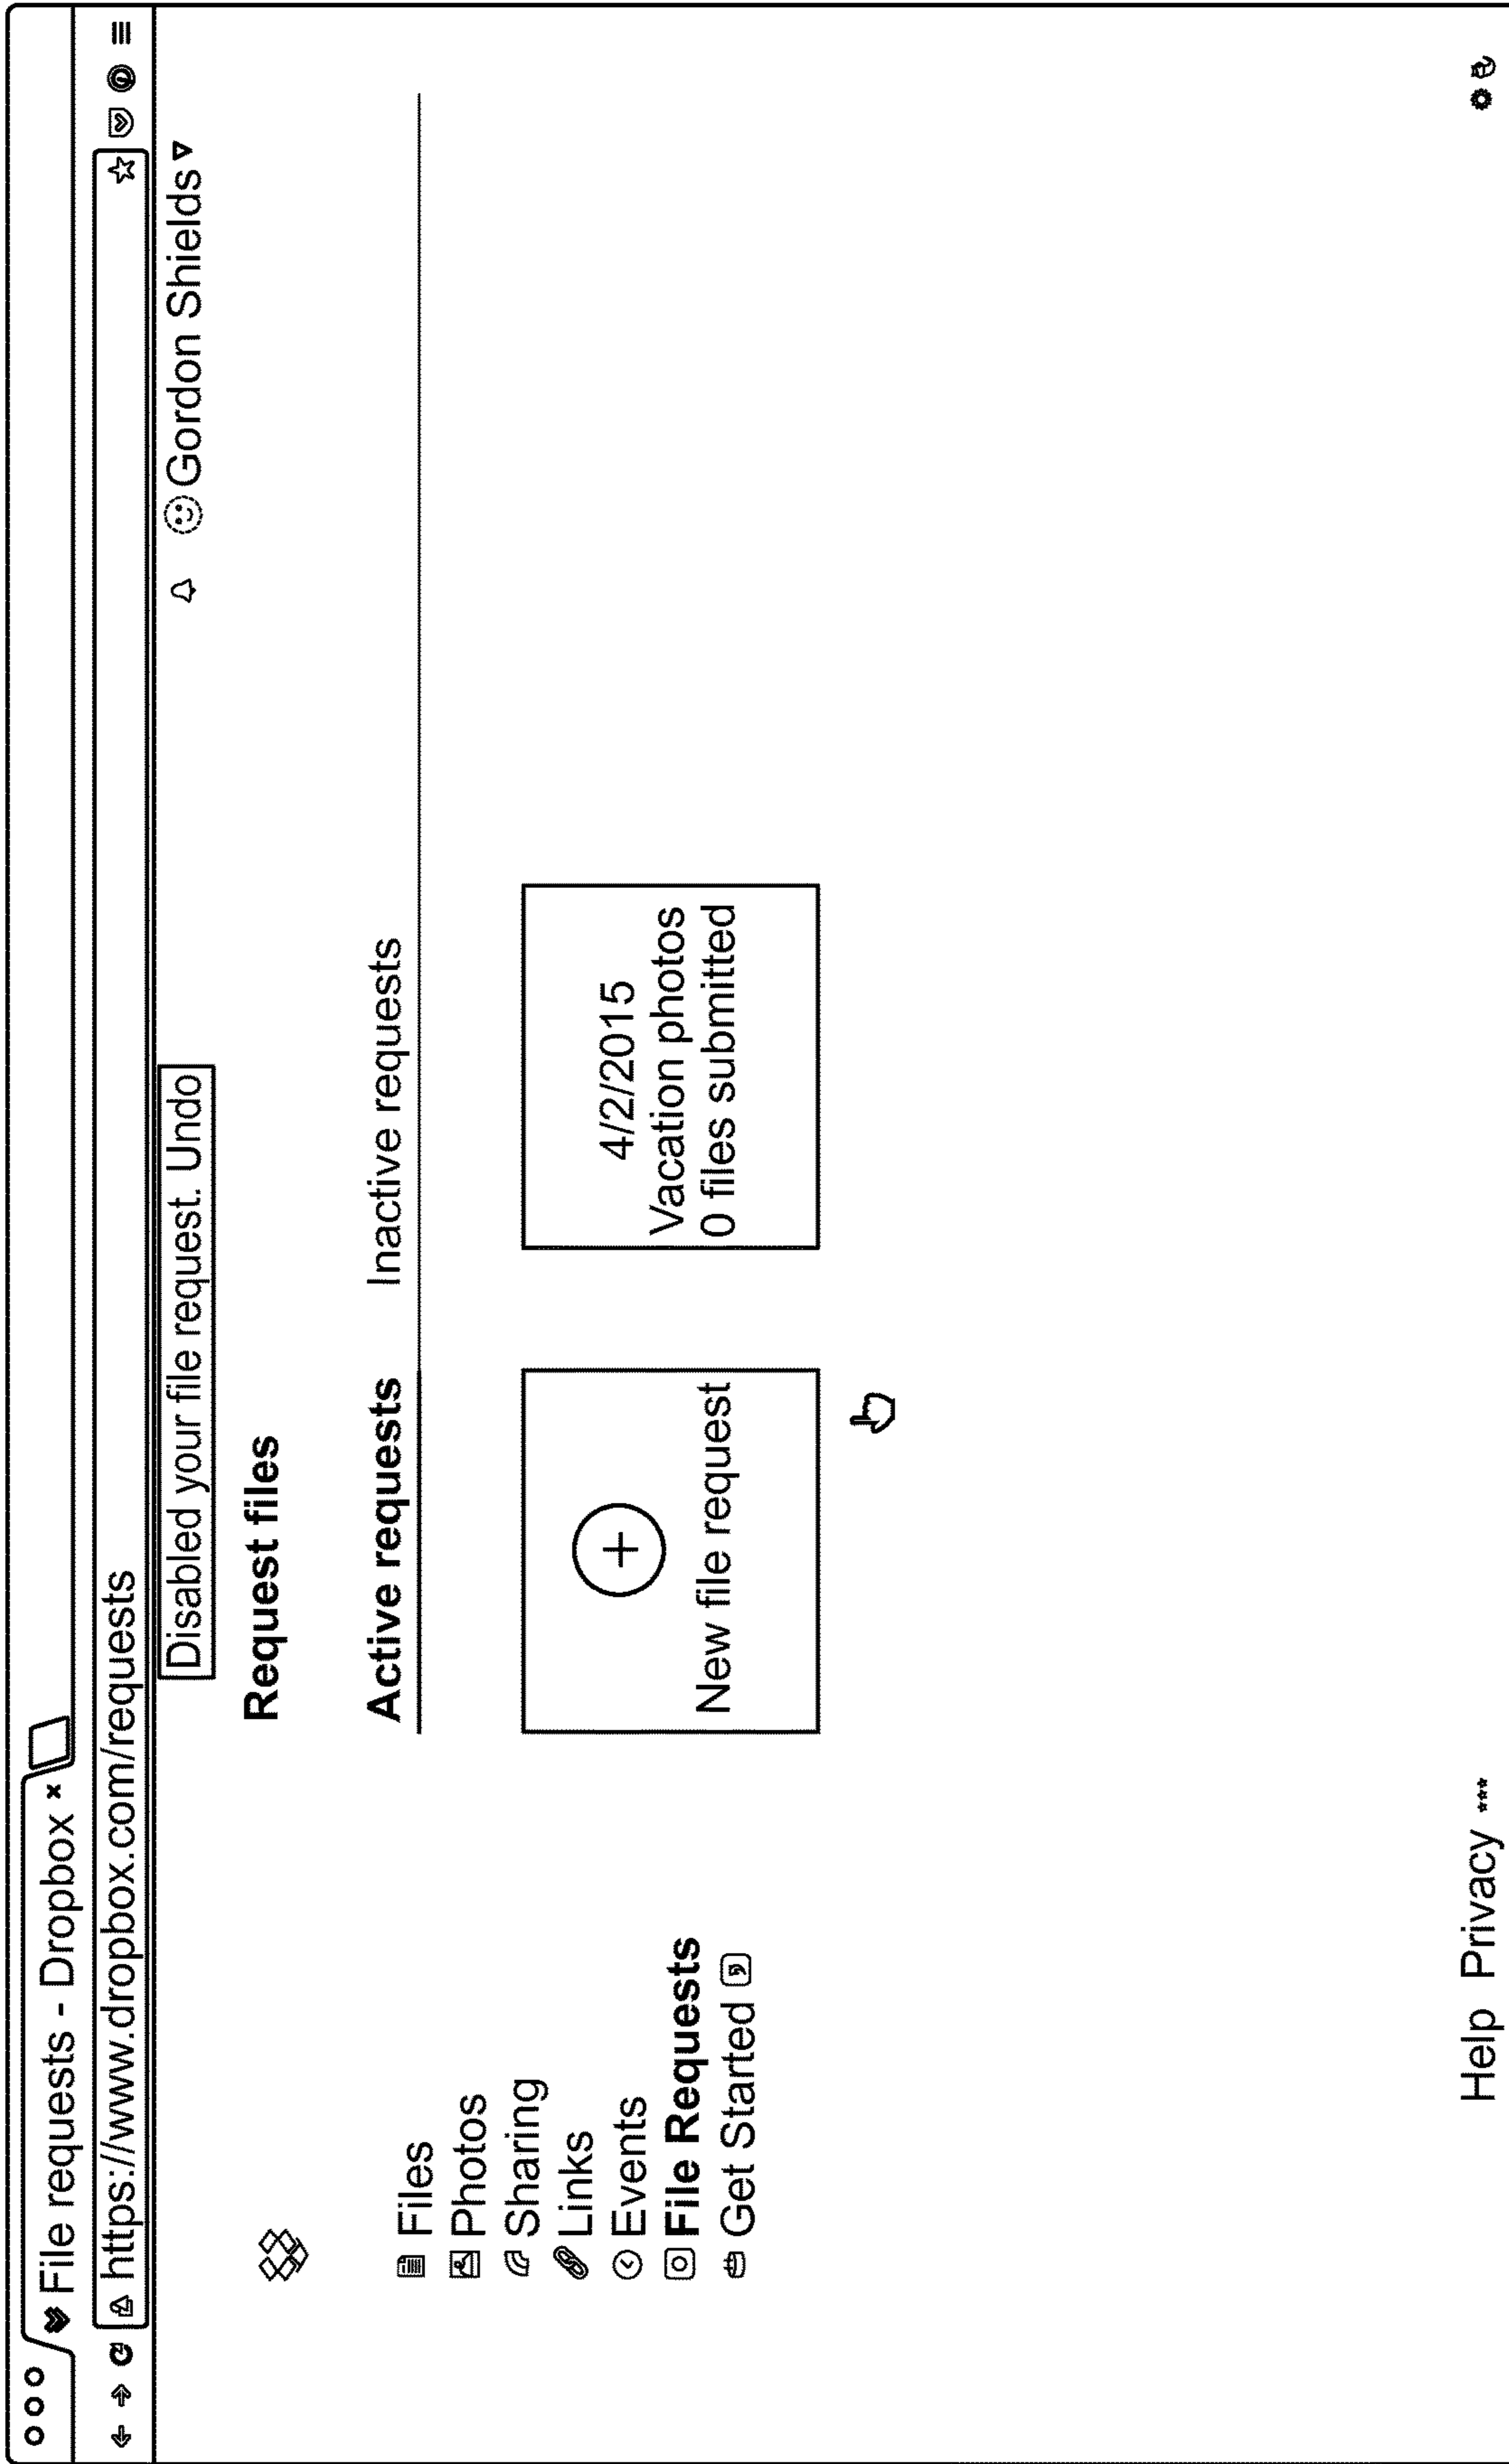 File requests - Dropbox
https://www.dropbox.com/requests
Disabled your file request. Undo
Gordon Shields
Request files
Active requests
Inactive requests
Files
Photos
Sharing
Links
Events
File Requests
Get Started
New file request
4/2/2015
Vacation photos
0 files submitted
Help Privacy ***